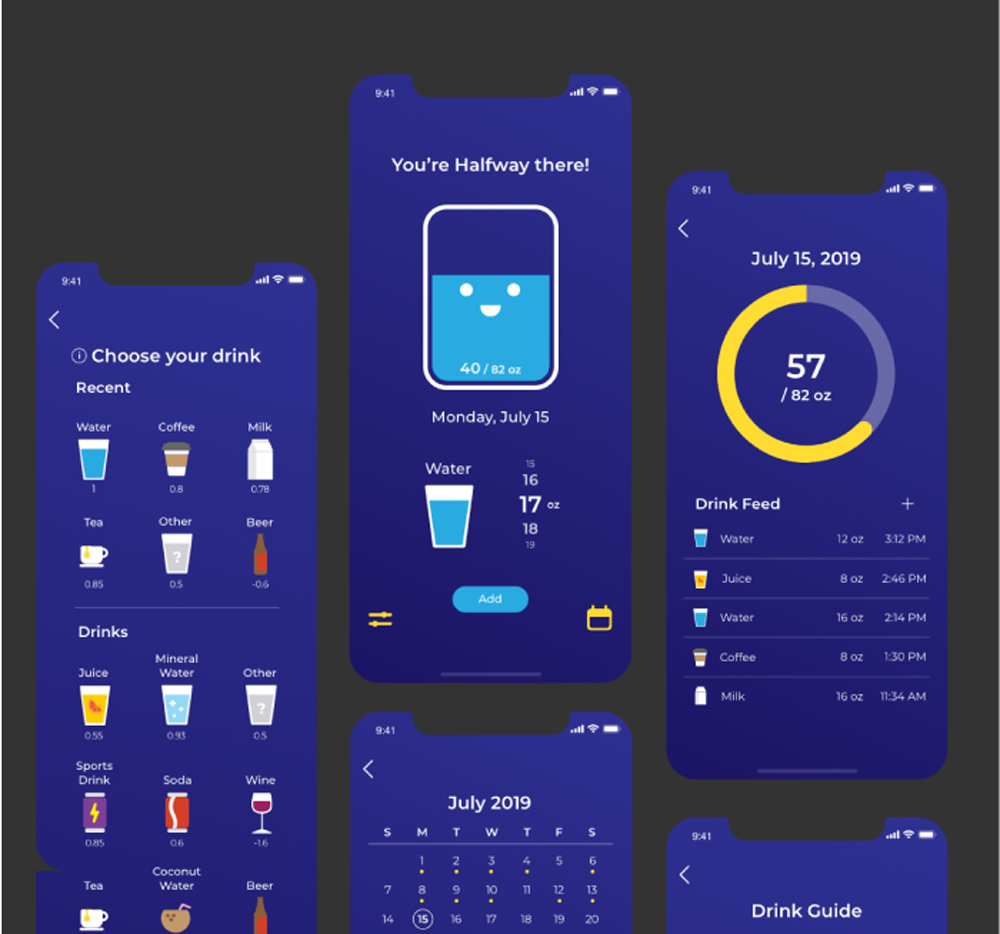 9:41
Choose your drink
Recent
Water Coffee Milk
1 0.8 0.78
Tea Other Beer
?
0.85 0.5 -0.6
Drinks
Juice Mineral Water Other
?
0.55 0.93 0.5
Sports Drink Soda Wine
0.85 0.6 -1.6
Tea Coconut Water Beer
9:41
You’re Halfway there!
40 / 82 oz
Monday, July 15
Water
15
16
17 oz
18
19
Add
9:41
July 2019
S M T W T F S
1 2 3 4 5 6
7 8 9 10 11 12 13
14 15 16 17 18 19 20
9:41
July 15, 2019
57
/ 82 oz
Drink Feed +
Water 12 oz 3:12 PM
Juice 8 oz 2:46 PM
Water 16 oz 2:14 PM
Coffee 8 oz 1:30 PM
Milk 16 oz 11:34 AM
9:41
Drink Guide